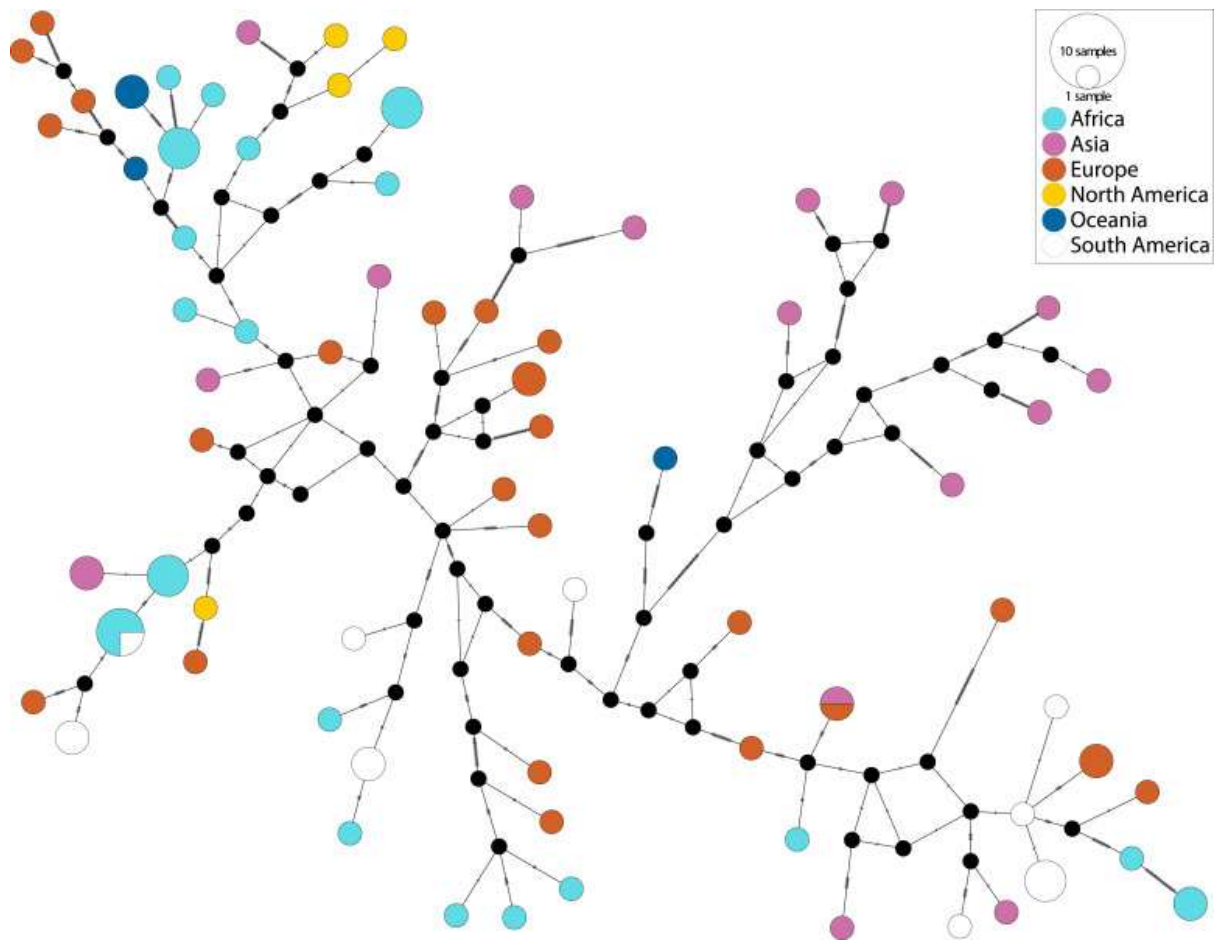 10 samples
1 sample
Africa
Asia
Europe
North America
Oceania
South America